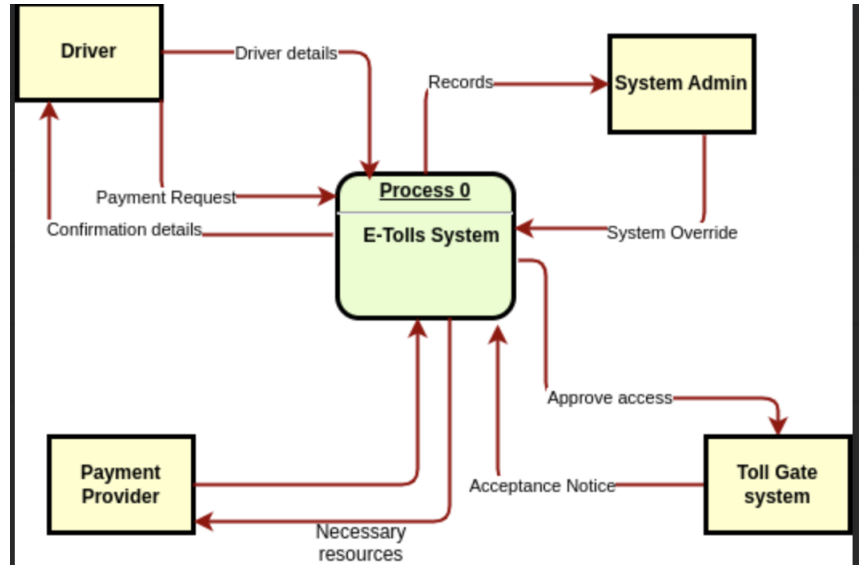 Driver
Driver details
Records
System Admin
Payment Request
Process 0
Confirmation details
E-Tolls System
System Override
Approve access
Payment
Provider
Acceptance Notice
Toll Gate
system
Necessary
resources